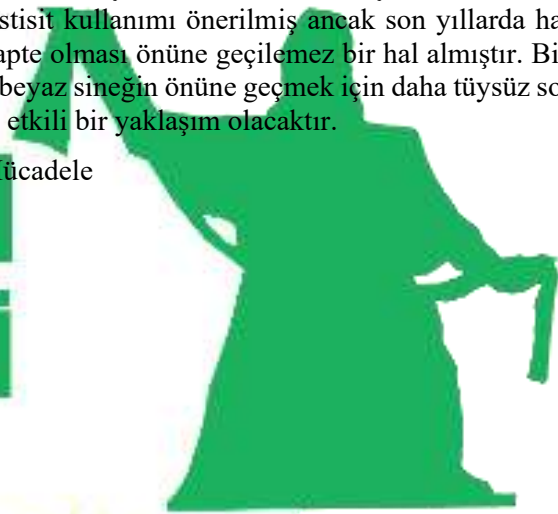 stisit kullanımı önerilmiş ancak son yıllarda ha
apte olması önüne geçilemez bir hal almıştır. Bi
beyaz sineğin önüne geçmek için daha tüysüz so
etkili bir yaklaşım olacaktır.
ücadele